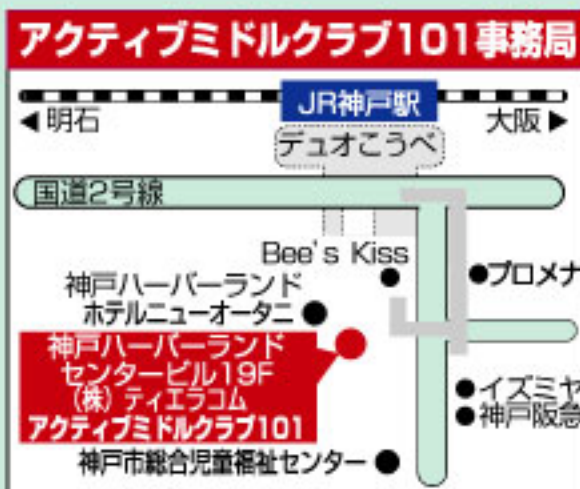 アクティブミドルクラブ101事務局
JR神戸駅
◀明石
大阪▶
デュオこうべ
国道2号線
Bee's Kiss
神戸ハーバーランド
ホテルニューオータニ
プロメナ
神戸ハーバーランド
センタービル19F
(株)ティエラコム
アクティブミドルクラブ101
イズミヤ
神戸阪急
神戸市総合児童福祉センター